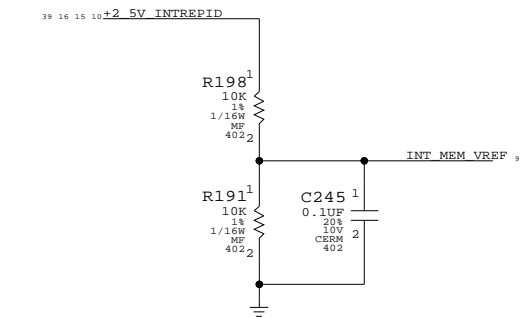 39 16 15 10 +2_5V_INTREPID
R198 1
10K
1%
1/16W
MF
402 2
INT_MEM_VREF 9
R191 1
10K
1%
1/16W
MF
402 2
C245 1
0.1UF
20%
10V
CERM
402
2